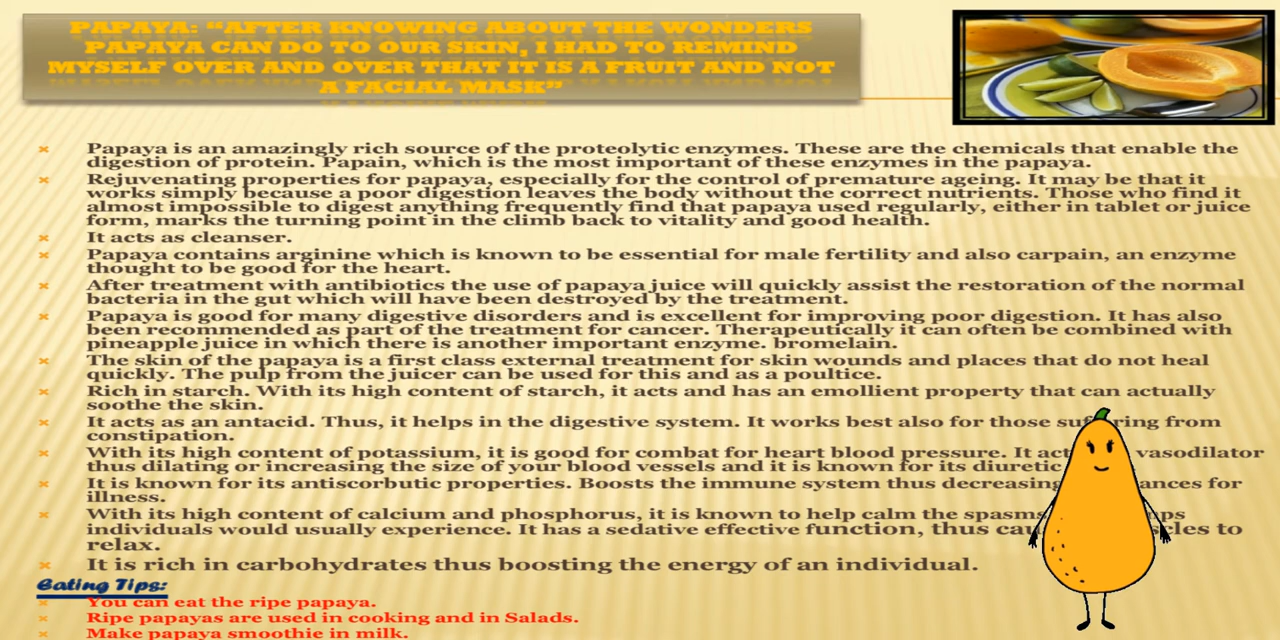 PAPAYA: “AFTER KNOWING ABOUT THE WONDERS
PAPAYA CAN DO TO OUR SKIN, I HAD TO REMIND
MYSELF OVER AND OVER THAT IT IS A FRUIT AND NOT
A FACIAL MASK”
Papaya is an amazingly rich source of the proteolytic enzymes. These are the chemicals that enable the
digestion of protein. Papain, which is the most important of these enzymes in the papaya.
Rejuvenating properties for papaya, especially for the control of premature ageing. It may be that it
works simply because a poor digestion leaves the body without the correct nutrients. Those who find it
almost impossible to digest anything frequently find that papaya used regularly, either in tablet or juice
form, marks the turning point in the climb back to vitality and good health.
It acts as cleanser.
Papaya contains arginine which is known to be essential for male fertility and also carpain, an enzyme
thought to be good for the heart.
After treatment with antibiotics the use of papaya juice will quickly assist the restoration of the normal
bacteria in the gut which will have been destroyed by the treatment.
Papaya is good for many digestive disorders and is excellent for improving poor digestion. It has also
been recommended as part of the treatment for cancer. Therapeutically it can often be combined with
pineapple juice in which there is another important enzyme. bromelain.
The skin of the papaya is a first class external treatment for skin wounds and places that do not heal
quickly. The pulp from the juicer can be used for this and as a poultice.
Rich in starch. With its high content of starch, it acts and has an emollient property that can actually
soothe the skin.
It acts as an antacid. Thus, it helps in the digestive system. It works best also for those from
constipation.
With its high content of potassium, it is good for combat for heart blood pressure. It vasodilator
thus dilating or increasing the size of your blood vessels and it is known for its diuretic
It is known for its antiscorbutic properties. Boosts the immune system thus decreasing for
illness.
With its high content of calcium and phosphorus, it is known to help calm the spasms
individuals would usually experience. It has a sedative effective function, thus to
relax.
It is rich in carbohydrates thus boosting the energy of an individual.
Eating Tips:
You can eat the ripe papaya.
Ripe papayas are used in cooking and in Salads.
Make papaya smoothie in milk.